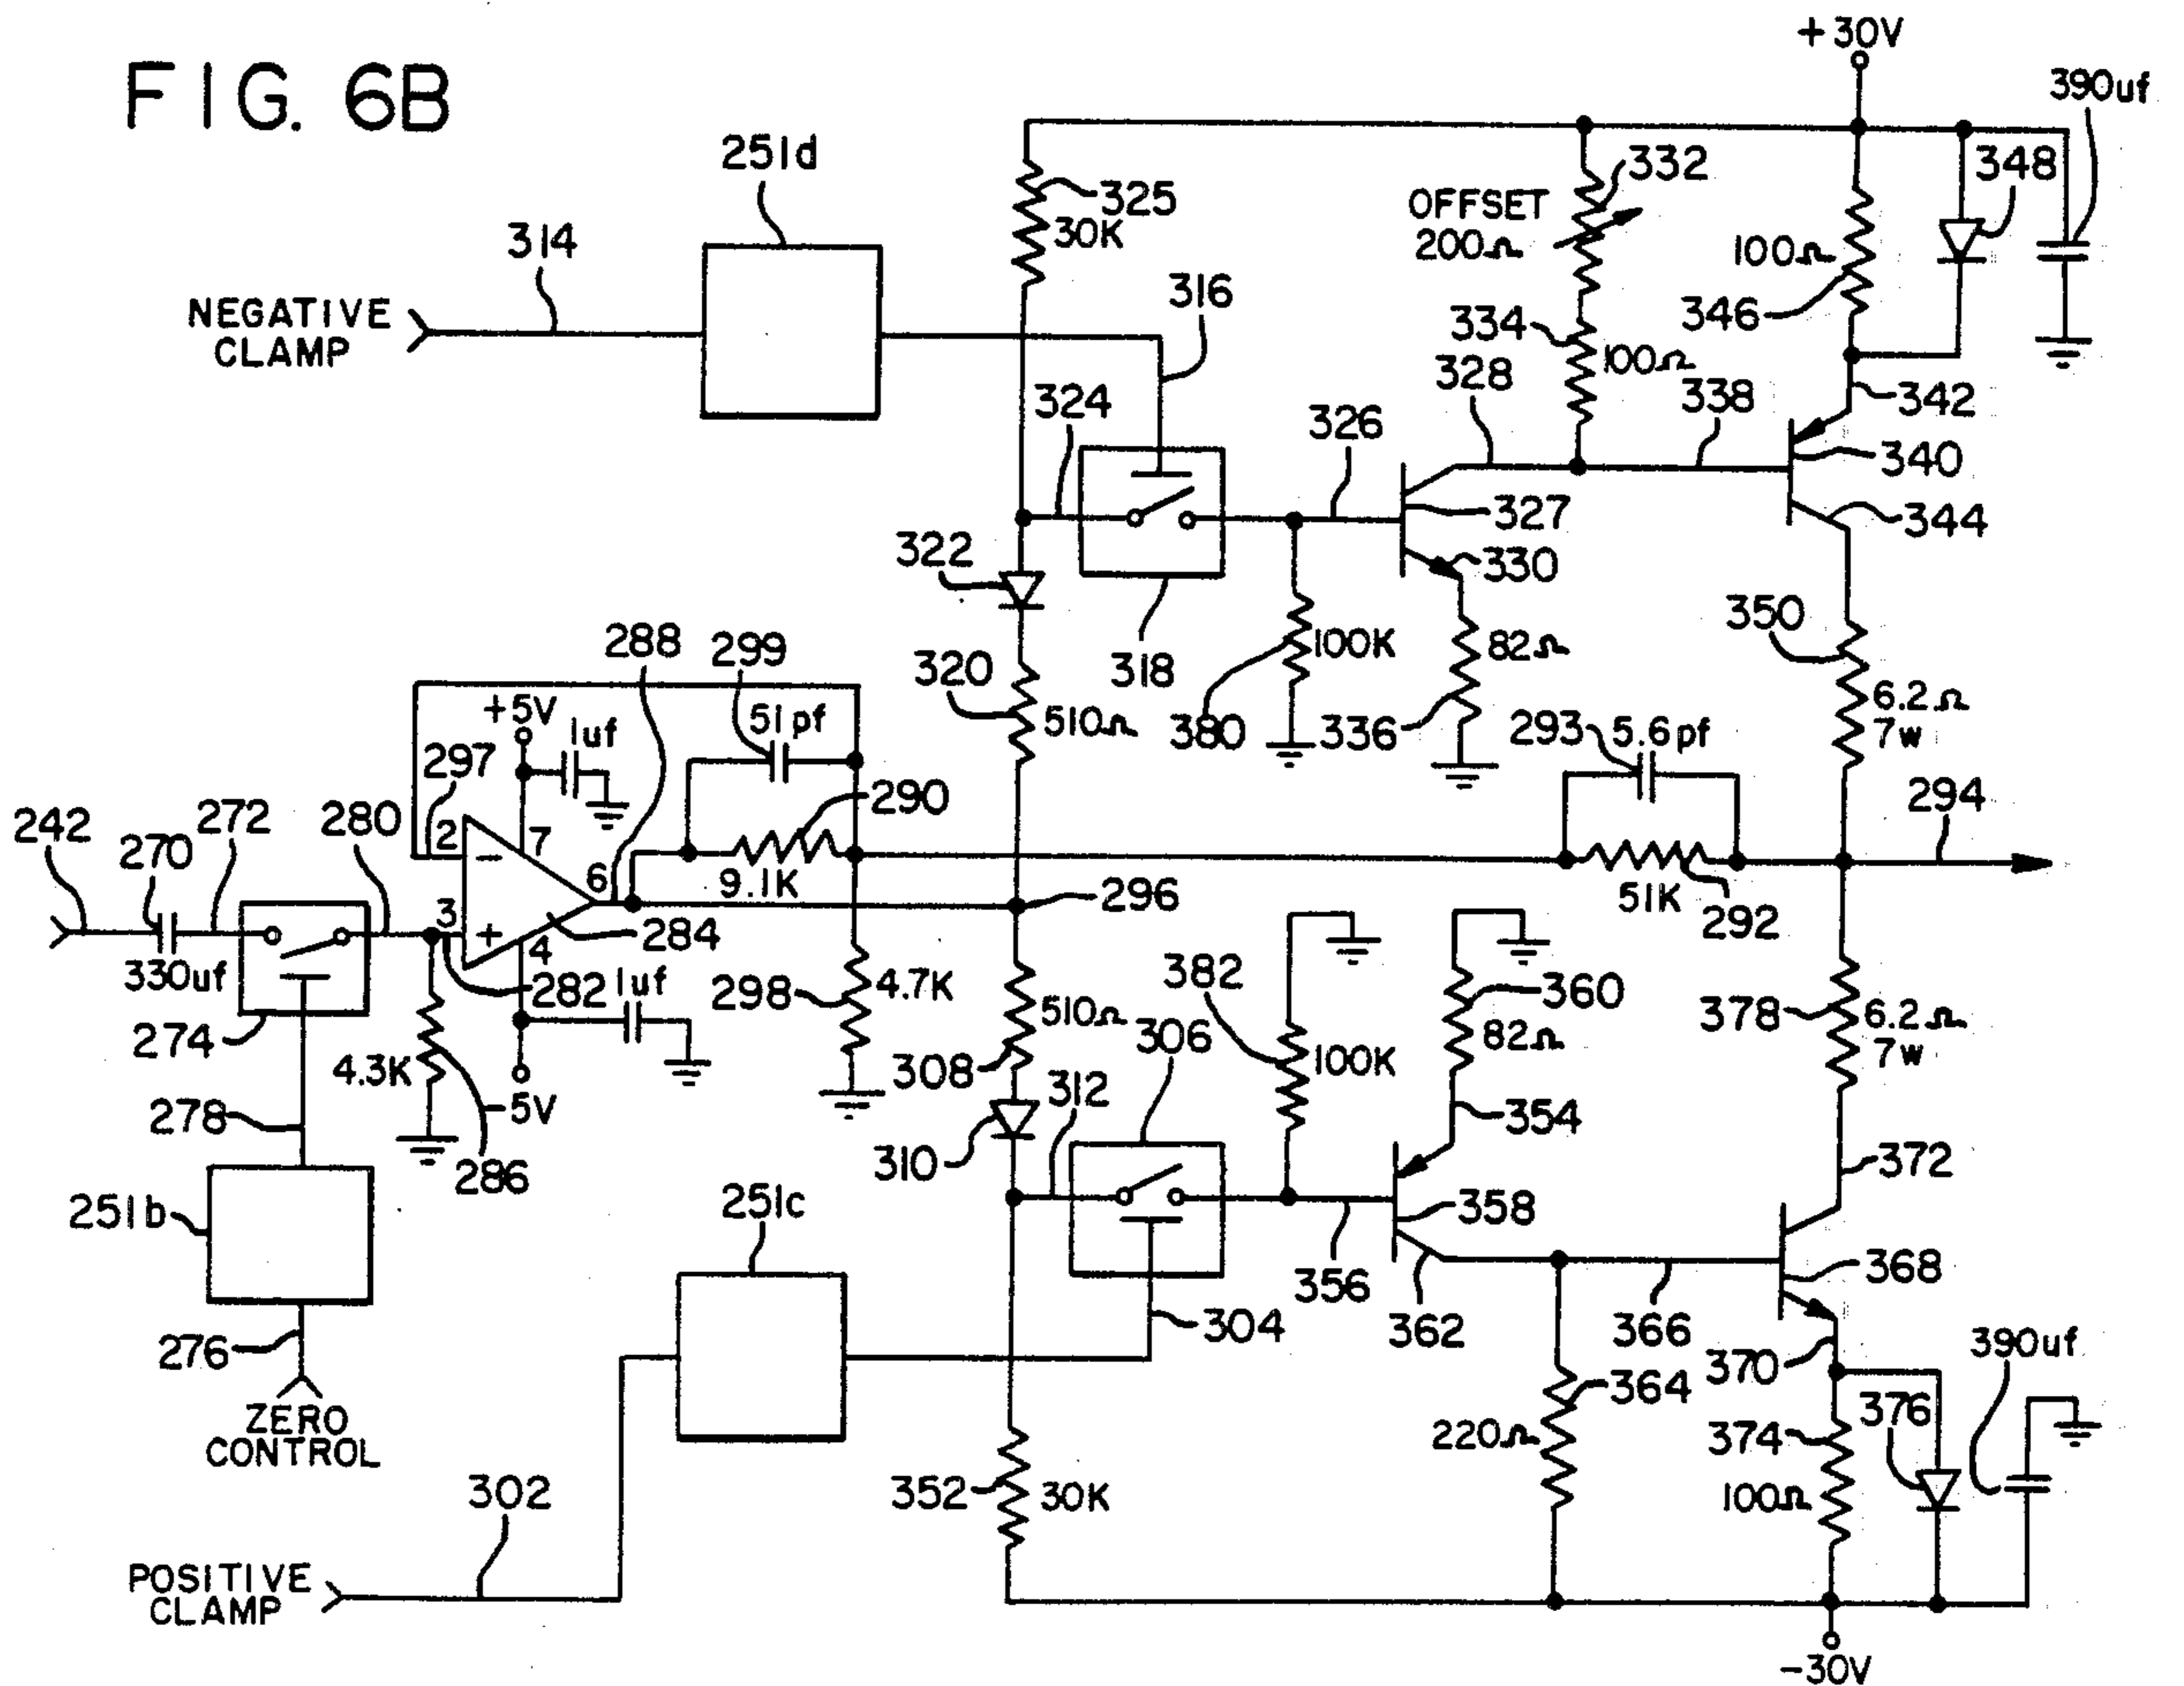 FIG. 6B
+30V
390uf
251d
348
332
325
30K
OFFSET
200Ω
314
100Ω
316
NEGATIVE
CLAMP
346
334
100Ω
328
324
338
342
326
340
327
344
322
330
350
288
299
320
510Ω
318
100K
82Ω
380
336
6.2Ω
7w
+5V
1uf
51pf
293
5.6pf
297
290
294
242
270
272
280
2
-
7
6
9.1K
296
51K
292
3
+
4
284
330uf
282
1uf
298
4.7K
382
360
274
4.3K
510Ω
306
82Ω
378
6.2Ω
7w
308
312
100K
278
-5V
354
310
286
372
251b
251c
358
368
356
304
362
366
276
370
390uf
364
376
ZERO
CONTROL
220Ω
374
302
352
30K
100Ω
POSITIVE
CLAMP
-30V